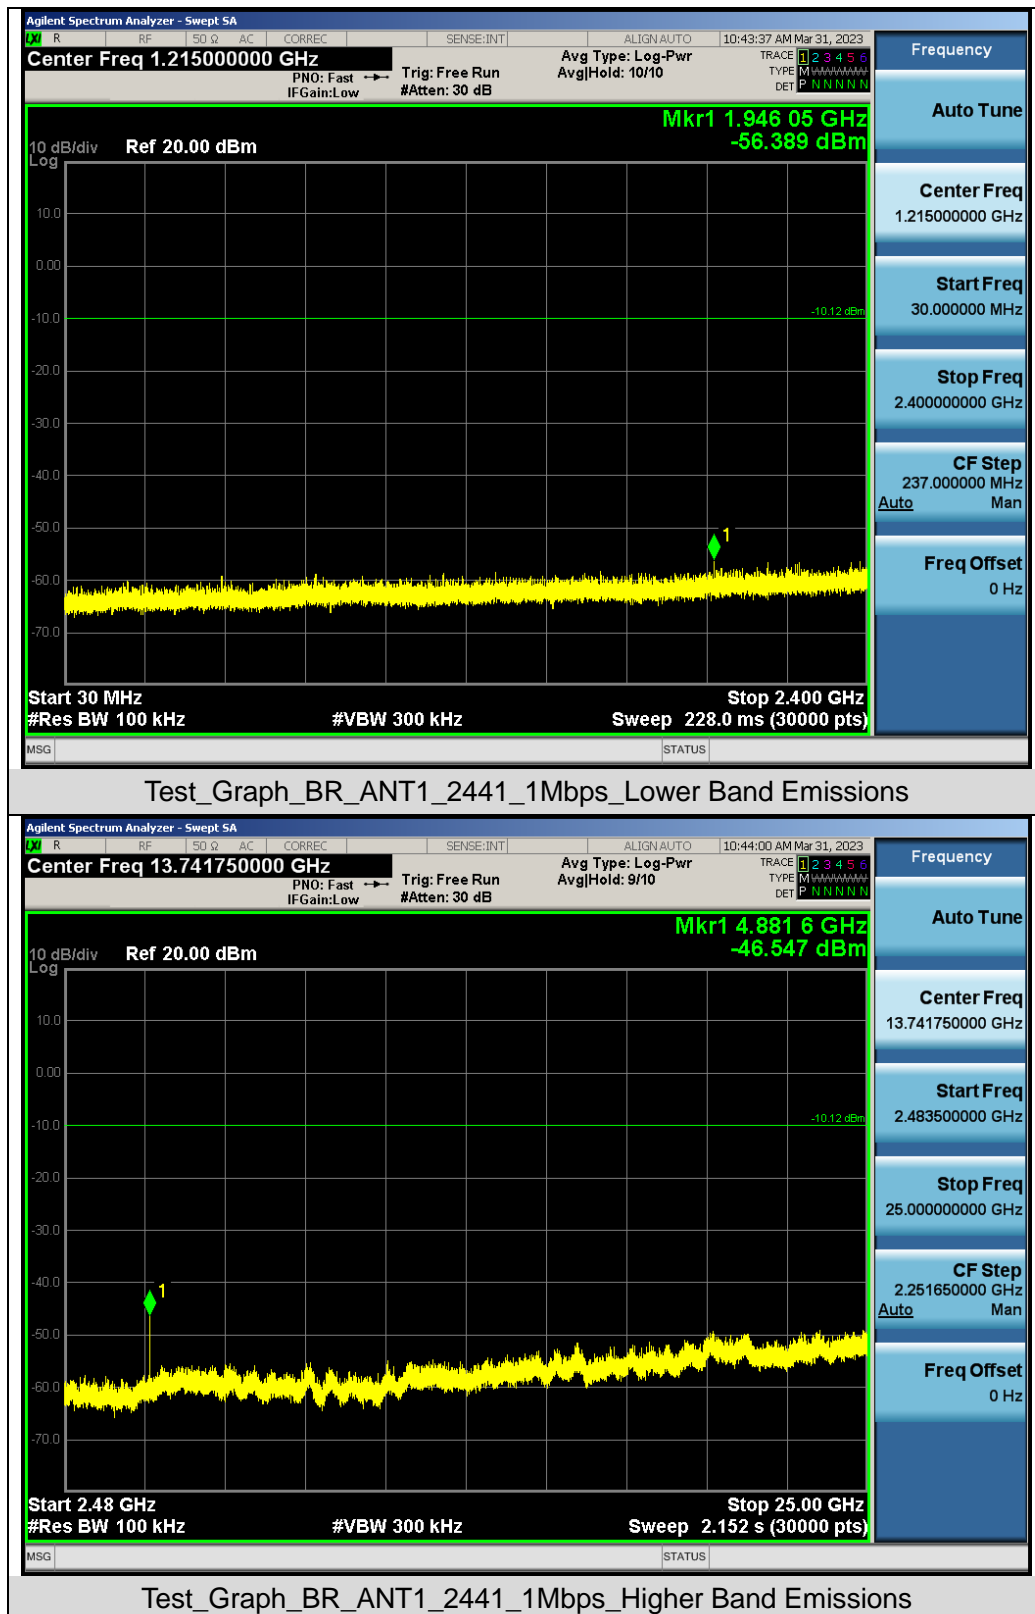 Agilent Spectrum Analyzer - Swept SA
LXI R RF 50 Ω AC CORREC SENSE:INT ALIGN AUTO 10:43:37 AM Mar 31, 2023
Center Freq 1.215000000 GHz
PNO: Fast
IFGain:Low
Trig: Free Run
#Atten: 30 dB
Avg Type: Log-Pwr
Avg|Hold: 10/10
TRACE 1 2 3 4 5 6
TYPE M
DET P N N N N N
Mkr1 1.946 05 GHz
-56.389 dBm
10 dB/div Ref 20.00 dBm
Log
10.0
0.00
-10.0
-10.12 dBm
-20.0
-30.0
-40.0
-50.0
1
-60.0
-70.0
Start 30 MHz Stop 2.400 GHz
#Res BW 100 kHz #VBW 300 kHz Sweep 228.0 ms (30000 pts)
MSG STATUS
Frequency
Auto Tune
Center Freq
1.215000000 GHz
Start Freq
30.000000 MHz
Stop Freq
2.400000000 GHz
CF Step
237.000000 MHz
Auto Man
Freq Offset
0 Hz
Test_Graph_BR_ANT1_2441_1Mbps_Lower Band Emissions
Agilent Spectrum Analyzer - Swept SA
LXI R RF 50 Ω AC CORREC SENSE:INT ALIGN AUTO 10:44:00 AM Mar 31, 2023
Center Freq 13.741750000 GHz
PNO: Fast
IFGain:Low
Trig: Free Run
#Atten: 30 dB
Avg Type: Log-Pwr
Avg|Hold: 9/10
TRACE 1 2 3 4 5 6
TYPE M
DET P N N N N N
Mkr1 4.881 6 GHz
-46.547 dBm
10 dB/div Ref 20.00 dBm
Log
10.0
0.00
-10.0
-10.12 dBm
-20.0
-30.0
-40.0
1
-50.0
-60.0
-70.0
Start 2.48 GHz Stop 25.00 GHz
#Res BW 100 kHz #VBW 300 kHz Sweep 2.152 s (30000 pts)
MSG STATUS
Frequency
Auto Tune
Center Freq
13.741750000 GHz
Start Freq
2.483500000 GHz
Stop Freq
25.000000000 GHz
CF Step
2.251650000 GHz
Auto Man
Freq Offset
0 Hz
Test_Graph_BR_ANT1_2441_1Mbps_Higher Band Emissions